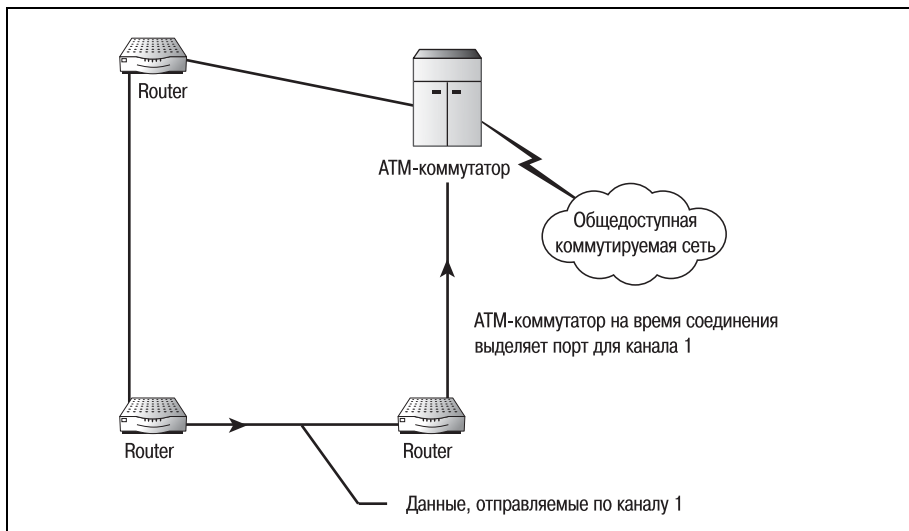 Router
ATM-коммутатор
Общедоступная
коммутируемая сеть
ATM-коммутатор на время соединения
выделяет порт для канала 1
Router
Router
Данные, отправляемые по каналу 1